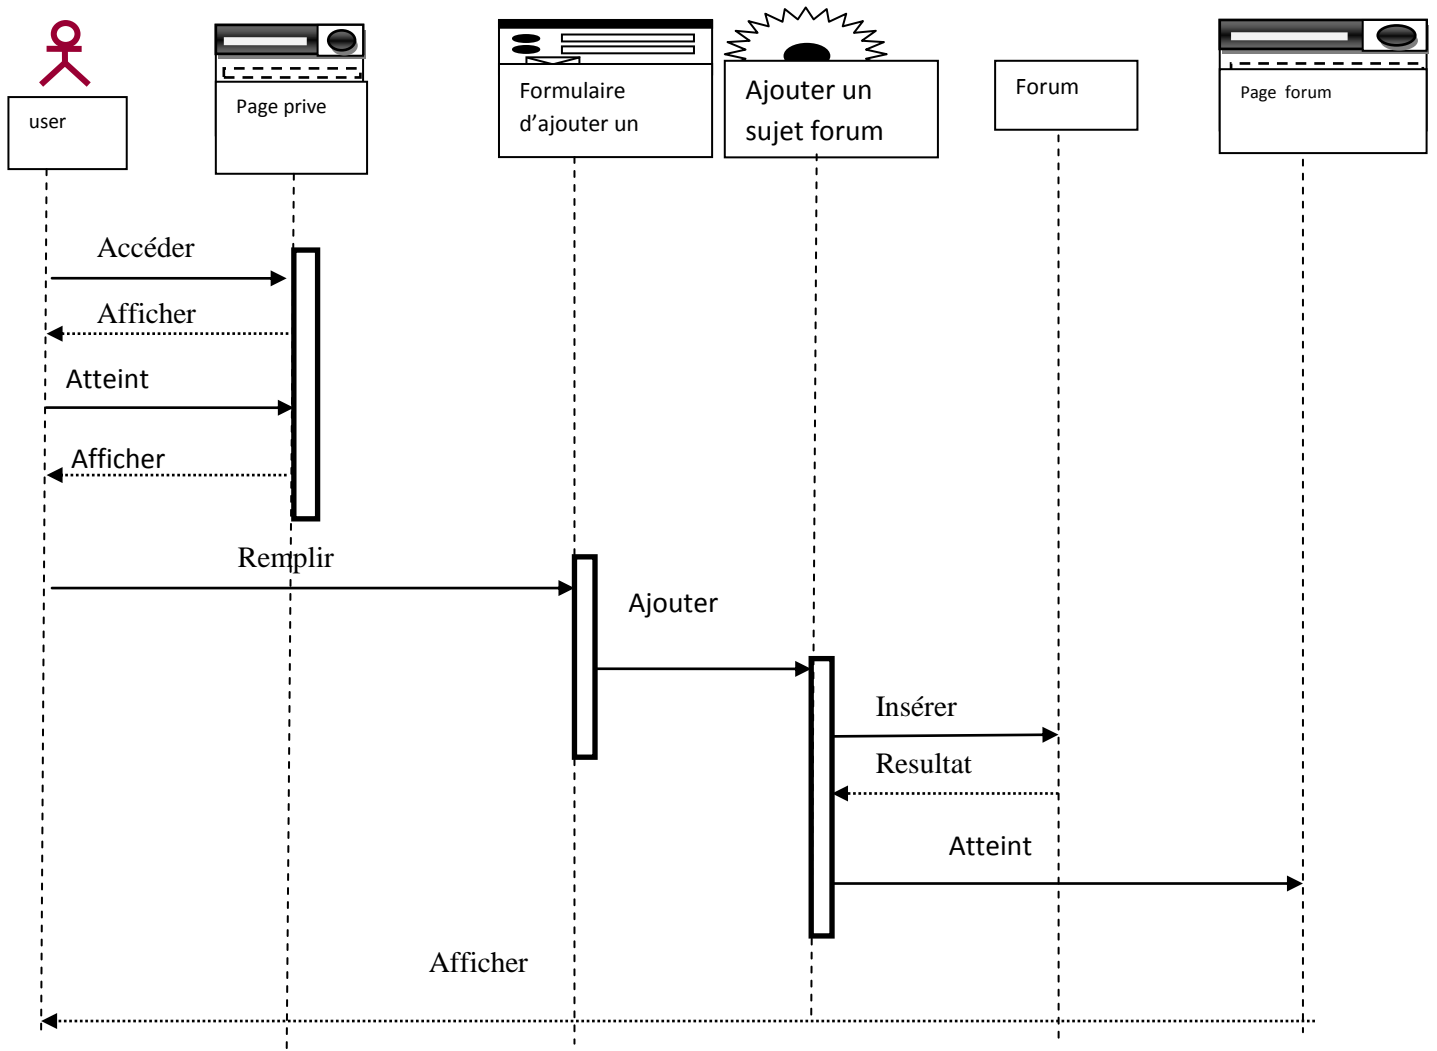 user
Page prive
Formulaire
d'ajouter un
Ajouter un
sujet forum
Forum
Page forum
Accéder
Afficher
Atteint
Afficher
Remplir
Ajouter
Insérer
Resultat
Atteint
Afficher